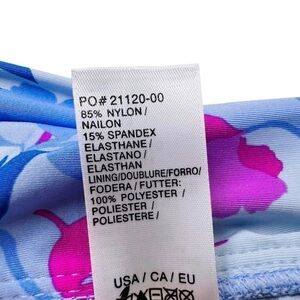 PO# 21120-00
85% NYLON /
NAILON
15% SPANDEX
ELASTHANE /
ELASTANO /
ELASTHAN
LINING/DOUBLURE/FORRO/
FODERA / FUTTER:
100% POLYESTER /
POLIESTER /
POLIESTERE /
USA / CA / EU